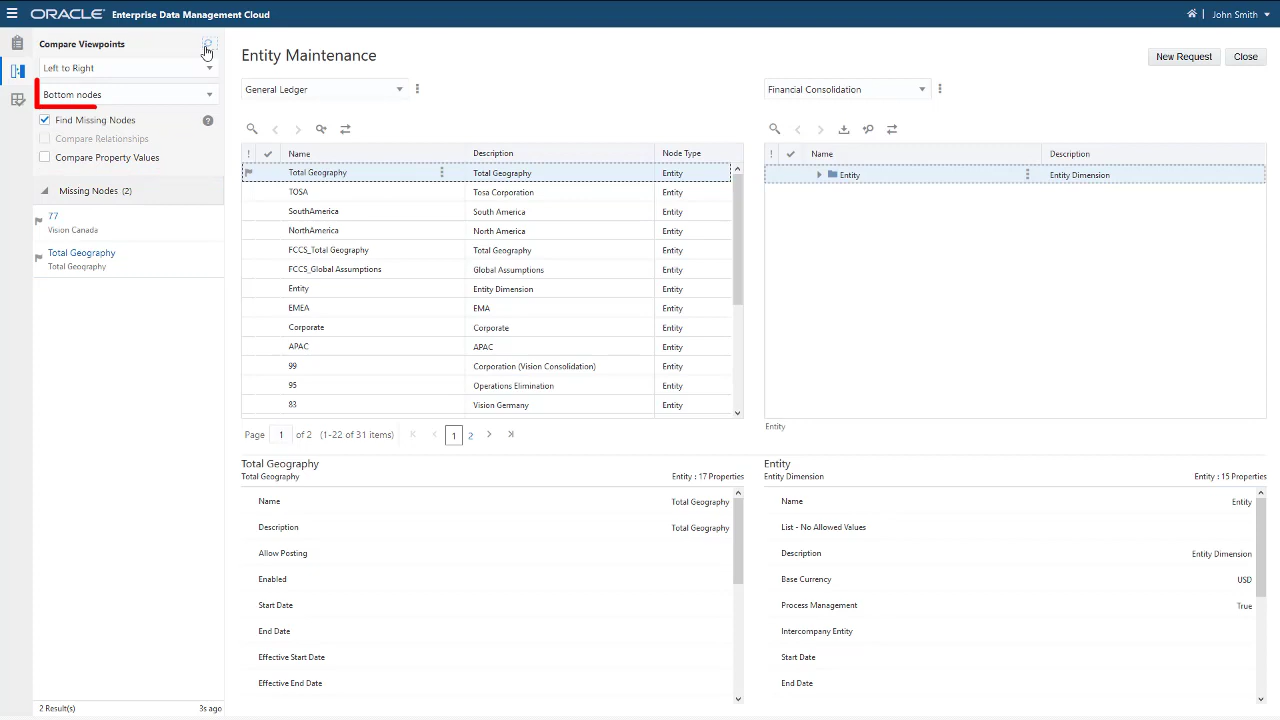 ORACLE® Enterprise Data Management Cloud
John Smith
Compare Viewpoints
Left to Right
Bottom nodes
Find Missing Nodes
Compare Relationships
Compare Property Values
Missing Nodes (2)
77
Vision Canada
Total Geography
Total Geography
2 Result(s) 3s ago
Entity Maintenance
New Request Close
General Ledger
! Name Description Node Type
Total Geography Total Geography Entity
TOSA Tosa Corporation Entity
SouthAmerica South America Entity
NorthAmerica North America Entity
FCCS_Total Geography Total Geography Entity
FCCS_Global Assumptions Global Assumptions Entity
Entity Entity Dimension Entity
EMEA EMA Entity
Corporate Corporate Entity
APAC APAC Entity
99 Corporation (Vision Consolidation) Entity
95 Operations Elimination Entity
83 Vision Germany Entity
Page 1 of 2 (1-22 of 31 items) 1 2
Financial Consolidation
! Name Description
Entity Entity Dimension
Entity
Total Geography
Total Geography Entity : 17 Properties
Name Total Geography
Description Total Geography
Allow Posting
Enabled
Start Date
End Date
Effective Start Date
Effective End Date
Entity
Entity Dimension Entity : 15 Properties
Name Entity
List - No Allowed Values
Description Entity Dimension
Base Currency USD
Process Management True
Intercompany Entity
Start Date
End Date